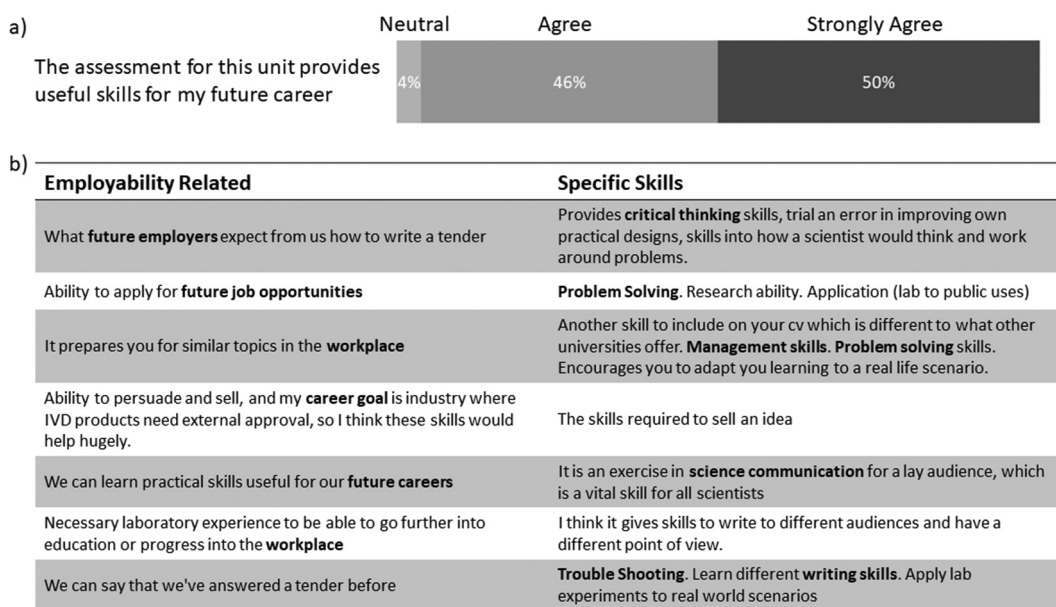 a)
Neutral Agree Strongly Agree
The assessment for this unit provides
useful skills for my future career
4% 46% 50%
b)
Employability Related Specific Skills
What future employers expect from us how to write a tender
Provides critical thinking skills, trial an error in improving own
practical designs, skills into how a scientist would think and work
around problems.
Ability to apply for future job opportunities
Problem Solving. Research ability. Application (lab to public uses)
It prepares you for similar topics in the workplace
Another skill to include on your cv which is different to what other
universities offer. Management skills. Problem solving skills.
Encourages you to adapt you learning to a real life scenario.
Ability to persuade and sell, and my career goal is industry where
IVD products need external approval, so I think these skills would
help hugely.
The skills required to sell an idea
We can learn practical skills useful for our future careers
It is an exercise in science communication for a lay audience, which
is a vital skill for all scientists
Necessary laboratory experience to be able to go further into
education or progress into the workplace
I think it gives skills to write to different audiences and have a
different point of view.
We can say that we've answered a tender before
Trouble Shooting. Learn different writing skills. Apply lab
experiments to real world scenarios